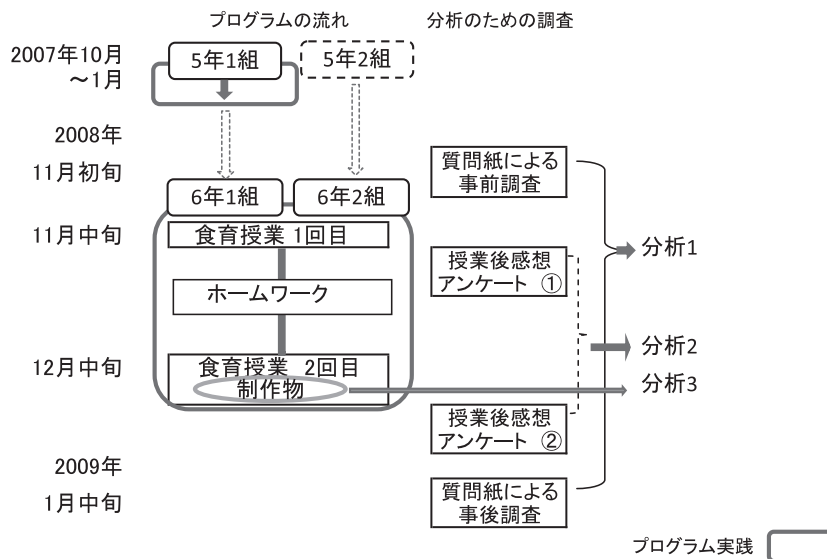 プログラムの流れ
分析のための調査
2007年10月
～1月
5年1組
5年2組
2008年
11月初旬
質問紙による
事前調査
6年1組
6年2組
11月中旬
食育授業 1回目
分析1
授業後感想
アンケート ①
ホームワーク
分析2
12月中旬
食育授業 2回目
制作物
分析3
授業後感想
アンケート ②
2009年
1月中旬
質問紙による
事後調査
プログラム実践